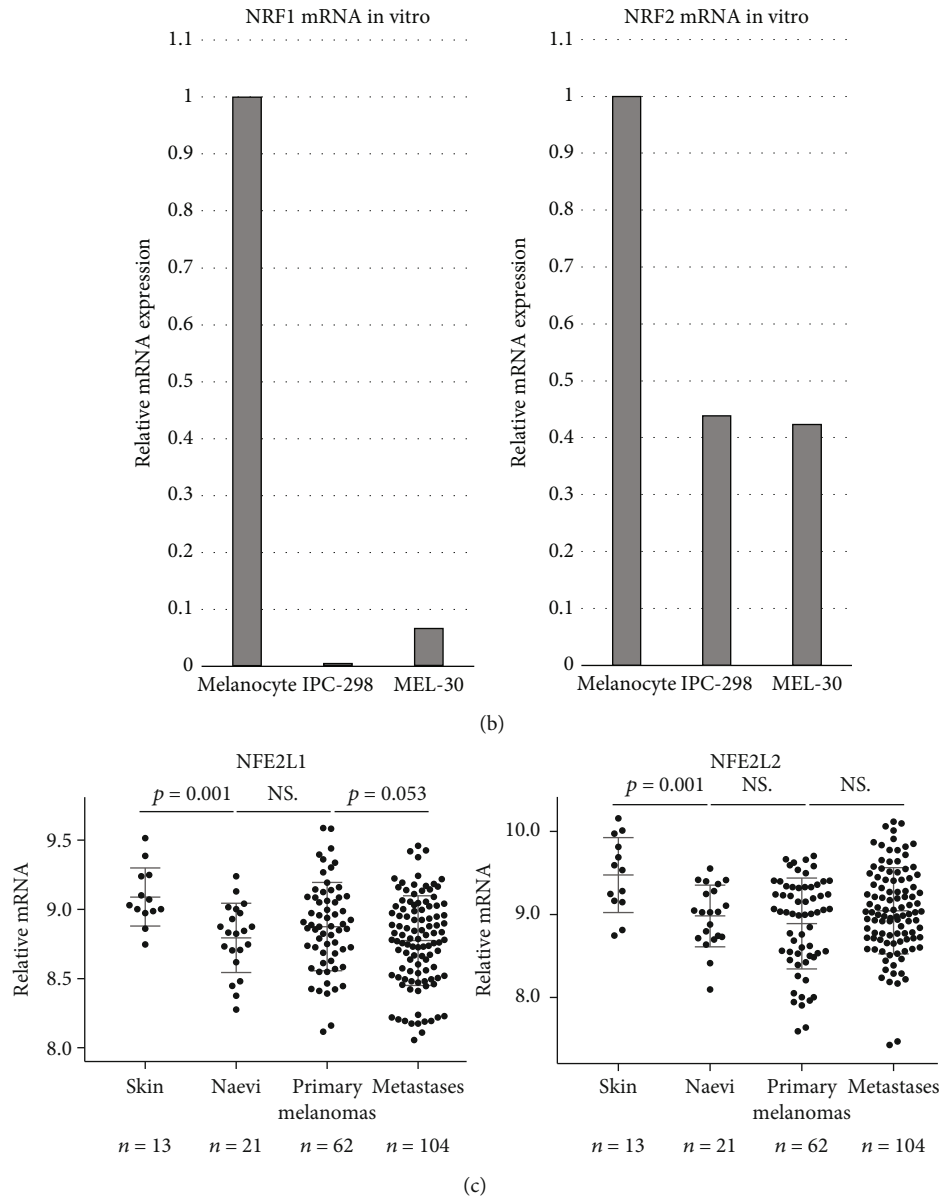 NRF1 mRNA in vitro
1.1
1
0.9
0.8
0.7
0.6
0.5
0.4
0.3
0.2
0.1
0
Relative mRNA expression
Melanocyte IPC-298 MEL-30
NRF2 mRNA in vitro
1.1
1
0.9
0.8
0.7
0.6
0.5
0.4
0.3
0.2
0.1
0
Relative mRNA expression
Melanocyte IPC-298 MEL-30
(b)
NFE2L1
p = 0.001 NS. p = 0.053
9.5
9.0
8.5
8.0
Relative mRNA
Skin Naevi Primary Metastases
melanomas
n = 13 n = 21 n = 62 n = 104
NFE2L2
p = 0.001 NS. NS.
10.0
9.0
8.0
Relative mRNA
Skin Naevi Primary Metastases
melanomas
n = 13 n = 21 n = 62 n = 104
(c)